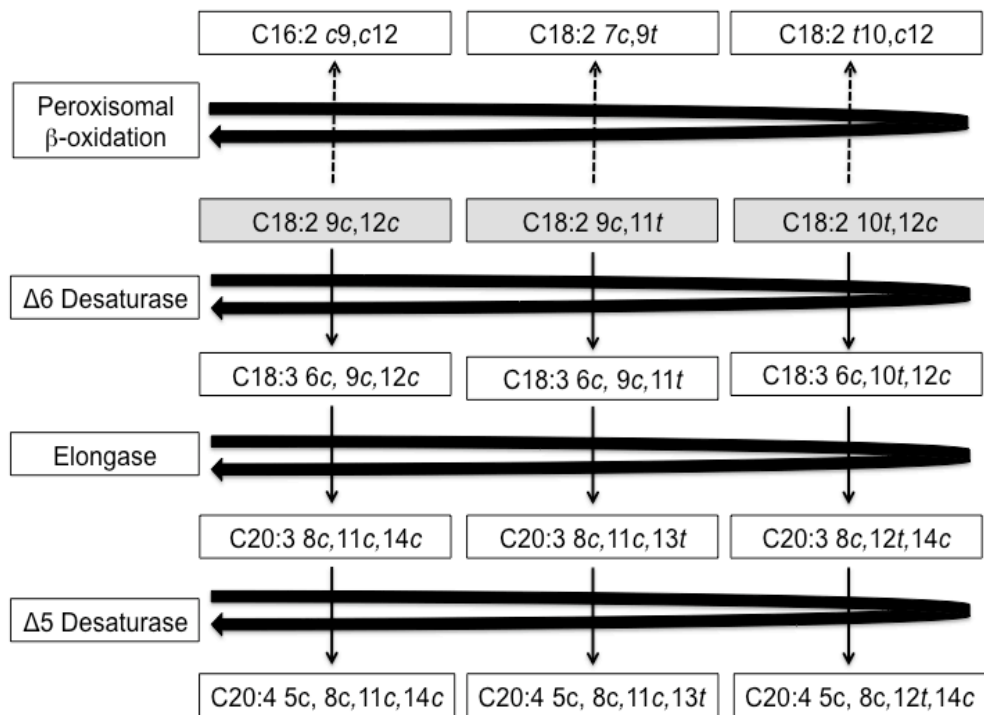 C16:2 c9,c12
C18:2 7c,9t
C18:2 t10,c12
Peroxisomal
β-oxidation
C18:2 9c,12c
C18:2 9c,11t
C18:2 10t,12c
Δ6 Desaturase
C18:3 6c, 9c,12c
C18:3 6c, 9c,11t
C18:3 6c,10t,12c
Elongase
C20:3 8c,11c,14c
C20:3 8c,11c,13t
C20:3 8c,12t,14c
Δ5 Desaturase
C20:4 5c, 8c,11c,14c
C20:4 5c, 8c,11c,13t
C20:4 5c, 8c,12t,14c